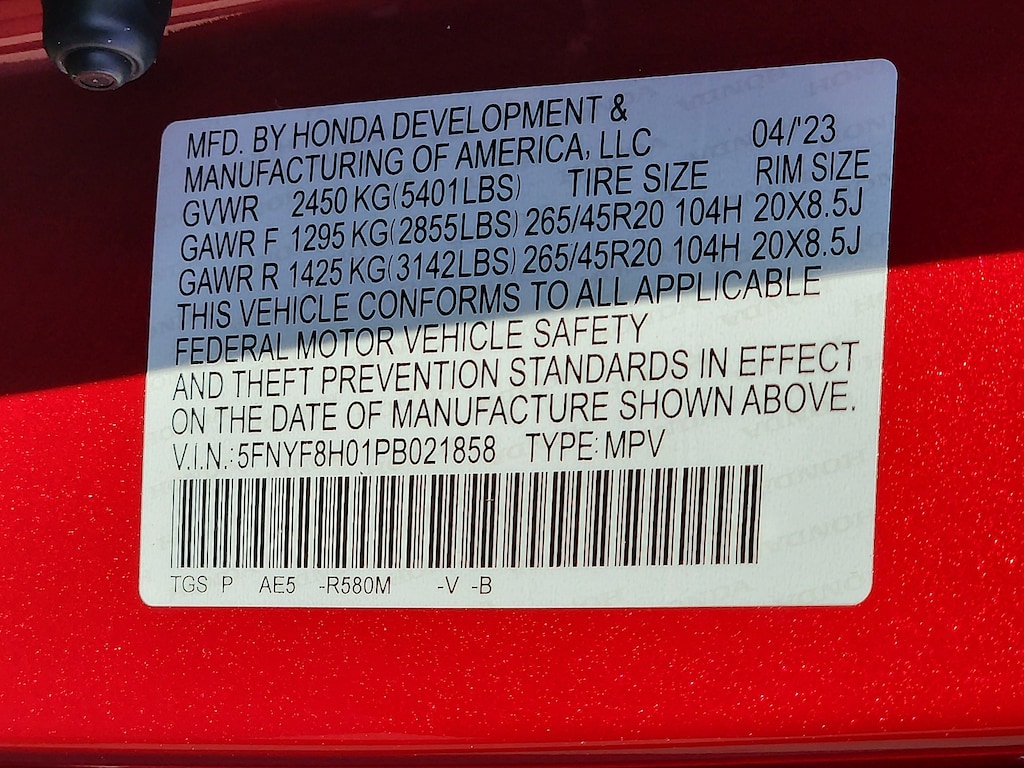 MFD. BY HONDA DEVELOPMENT &
MANUFACTURING OF AMERICA, LLC 04/'23
GVWR 2450 KG(5401LBS) TIRE SIZE RIM SIZE
GAWR F 1295 KG(2855LBS) 265/45R20 104H 20X8.5J
GAWR R 1425 KG(3142LBS) 265/45R20 104H 20X8.5J
THIS VEHICLE CONFORMS TO ALL APPLICABLE
FEDERAL MOTOR VEHICLE SAFETY
AND THEFT PREVENTION STANDARDS IN EFFECT
ON THE DATE OF MANUFACTURE SHOWN ABOVE.
V.I.N.:5FNYF8H01PB021858 TYPE:MPV
TGS P AE5 -R580M -V -B